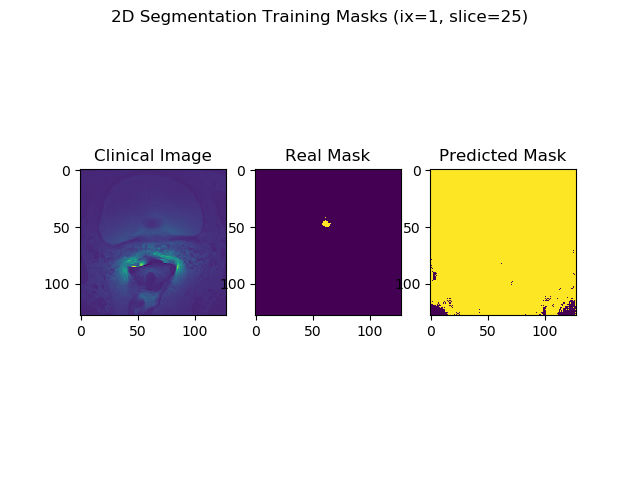 2D Segmentation Training Masks (ix=1, slice=25)
Clinical Image Real Mask Predicted Mask
0 0 0
50 50 50
100 100 100
0 50 100 0 50 100 0 50 100